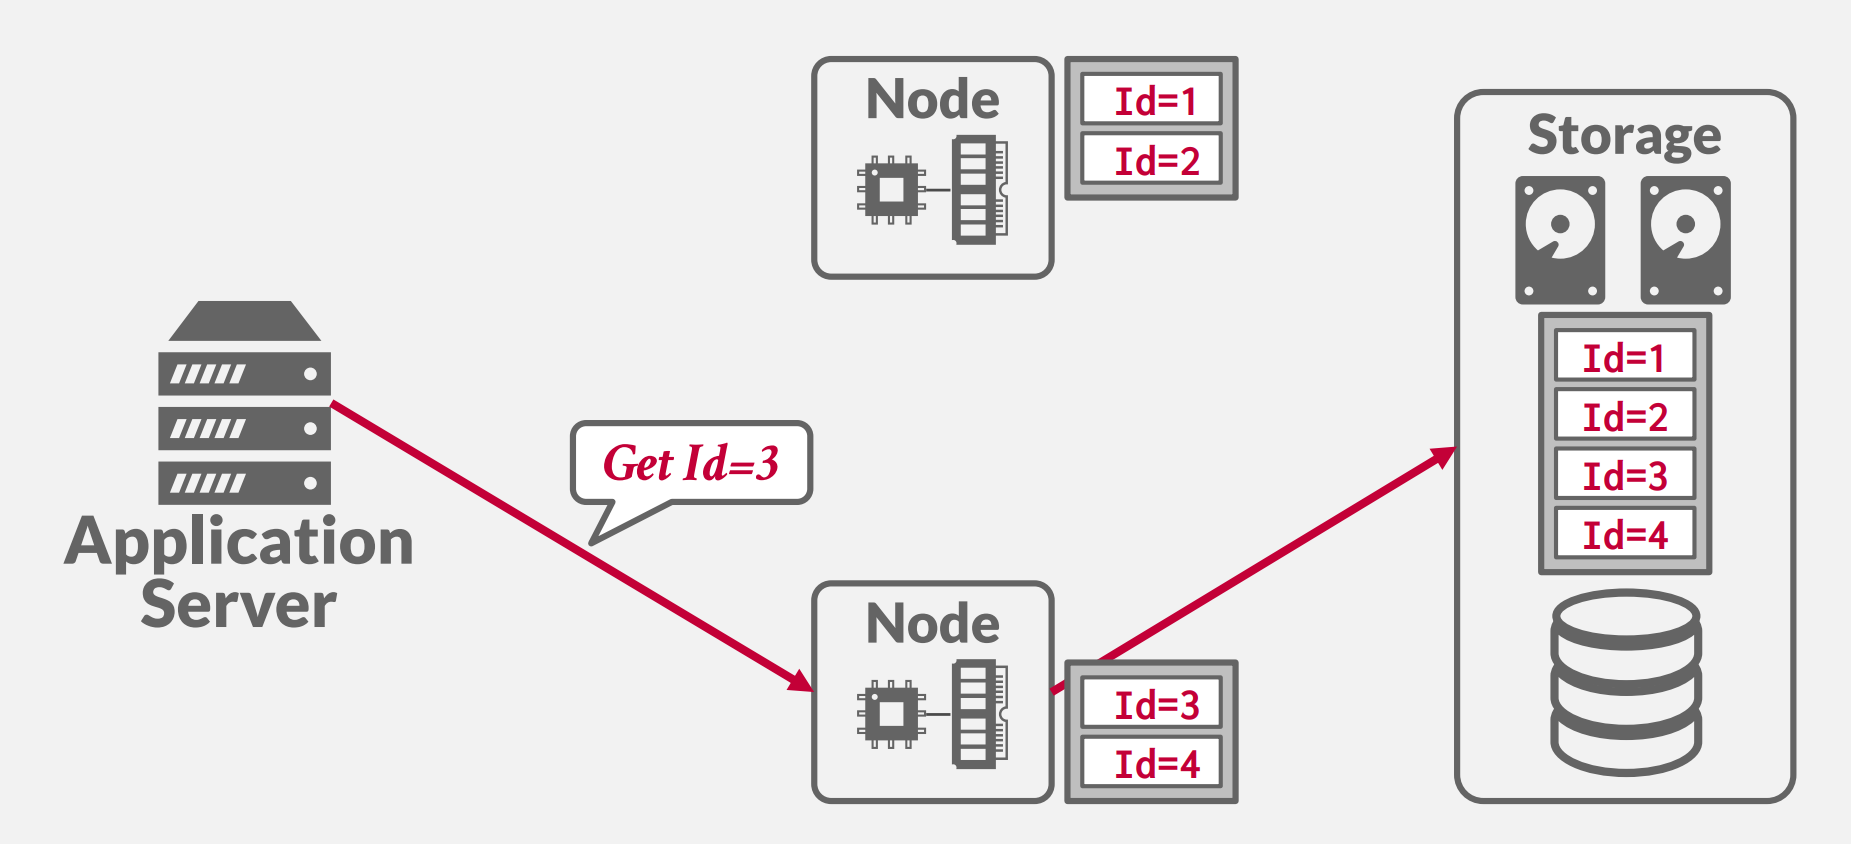 Node
Id=1
Id=2
Storage
Id=1
Id=2
Id=3
Id=4
Get Id=3
Application
Server
Node
Id=3
Id=4